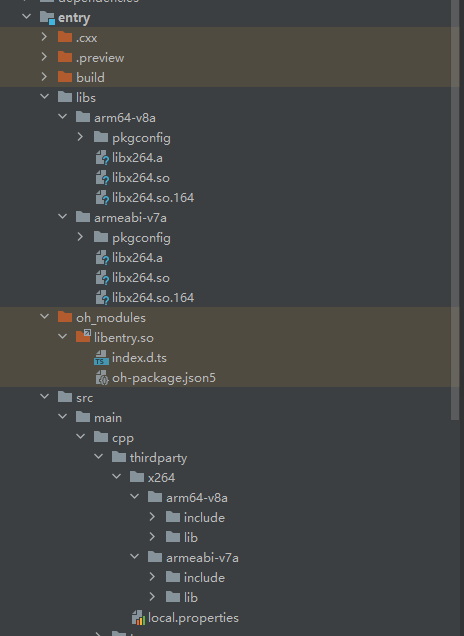 dependencies
entry
.cxx
.preview
build
libs
arm64-v8a
pkgconfig
libx264.a
libx264.so
libx264.so.164
armeabi-v7a
pkgconfig
libx264.a
libx264.so
libx264.so.164
oh_modules
libentry.so
index.d.ts
oh-package.json5
src
main
cpp
thirdparty
x264
arm64-v8a
include
lib
armeabi-v7a
include
lib
local.properties